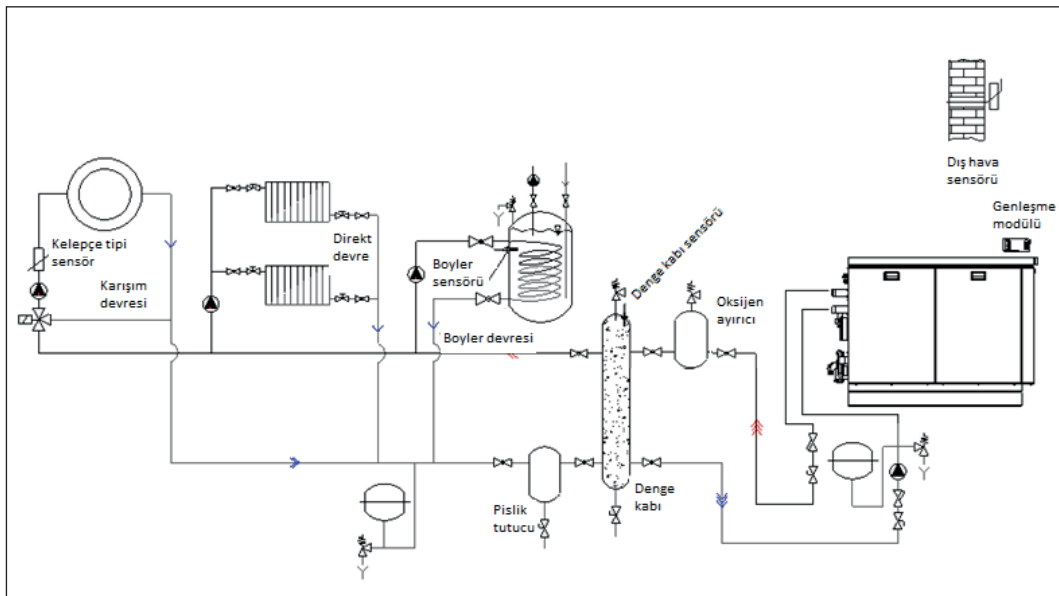 Dış hava
sensörü
Genleşme
modülü
Kelepçe tipi
sensör
Karışım
devresi
Direkt
devre
Boyler
sensörü
Denge kabı sensörü
Oksijen
ayırıcı
Boyler devresi
Pislik
tutucu
Denge
kabı